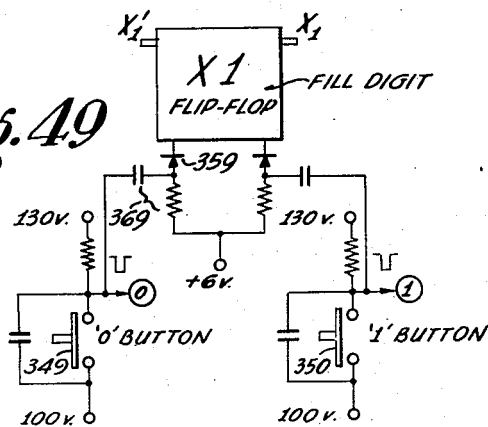 X₁' X₁
X1
FLIP-FLOP
FILL DIGIT
.49
359
369
130v.
+6v.
130v.
0
1
'0' BUTTON
349
'1' BUTTON
350
100v.
100v.